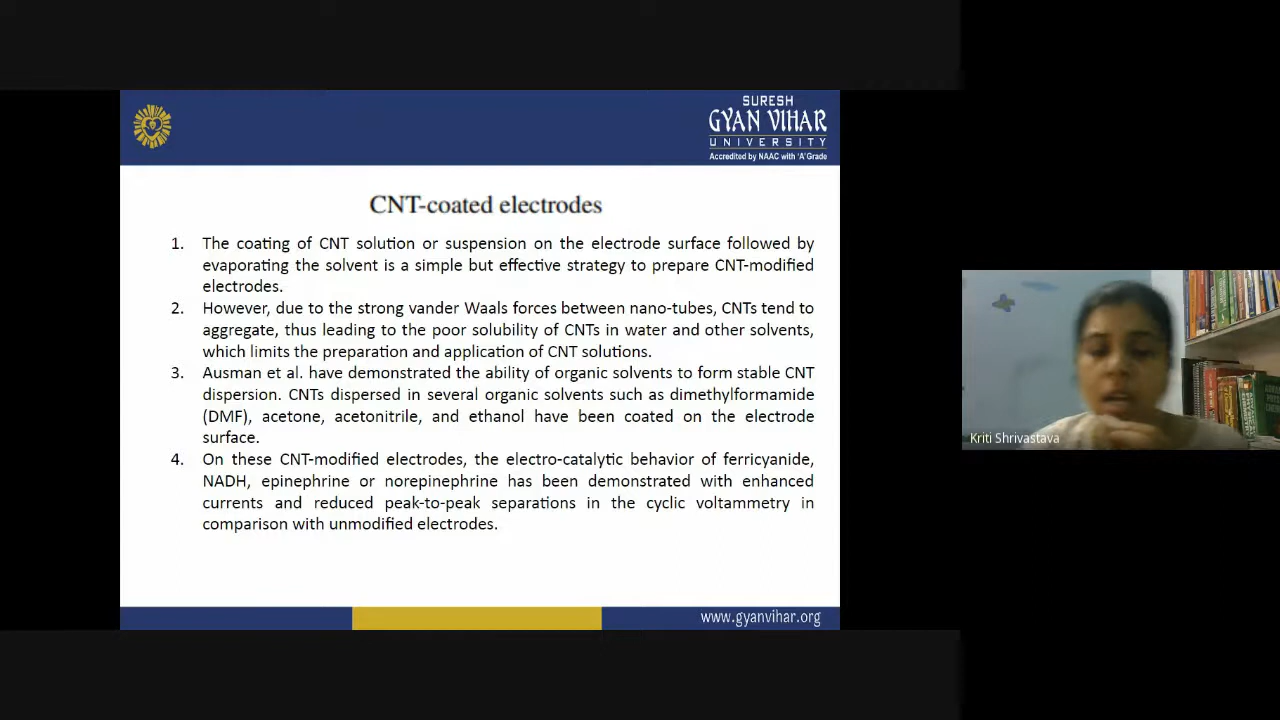 SURESH
GYAN VIHAR
UNIVERSITY
Accredited by NAAC with 'A' Grade
CNT-coated electrodes
1. The coating of CNT solution or suspension on the electrode surface followed by
evaporating the solvent is a simple but effective strategy to prepare CNT-modified
electrodes.
2. However, due to the strong vander Waals forces between nano-tubes, CNTs tend to
aggregate, thus leading to the poor solubility of CNTs in water and other solvents,
which limits the preparation and application of CNT solutions.
3. Ausman et al. have demonstrated the ability of organic solvents to form stable CNT
dispersion. CNTs dispersed in several organic solvents such as dimethylformamide
(DMF), acetone, acetonitrile, and ethanol have been coated on the electrode
surface.
4. On these CNT-modified electrodes, the electro-catalytic behavior of ferricyanide,
NADH, epinephrine or norepinephrine has been demonstrated with enhanced
currents and reduced peak-to-peak separations in the cyclic voltammetry in
comparison with unmodified electrodes.
www.gyanvihar.org
Kriti Shrivastava